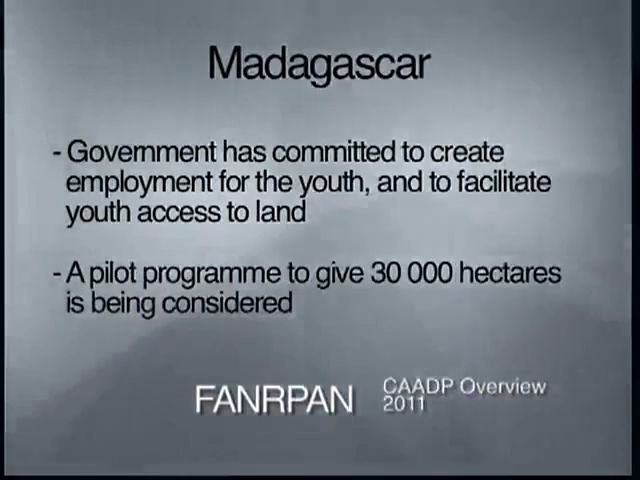 Madagascar
- Government has committed to create
employment for the youth, and to facilitate
youth access to land
- A pilot programme to give 30 000 hectares
is being considered
FANRPAN
CAADP Overview
2011